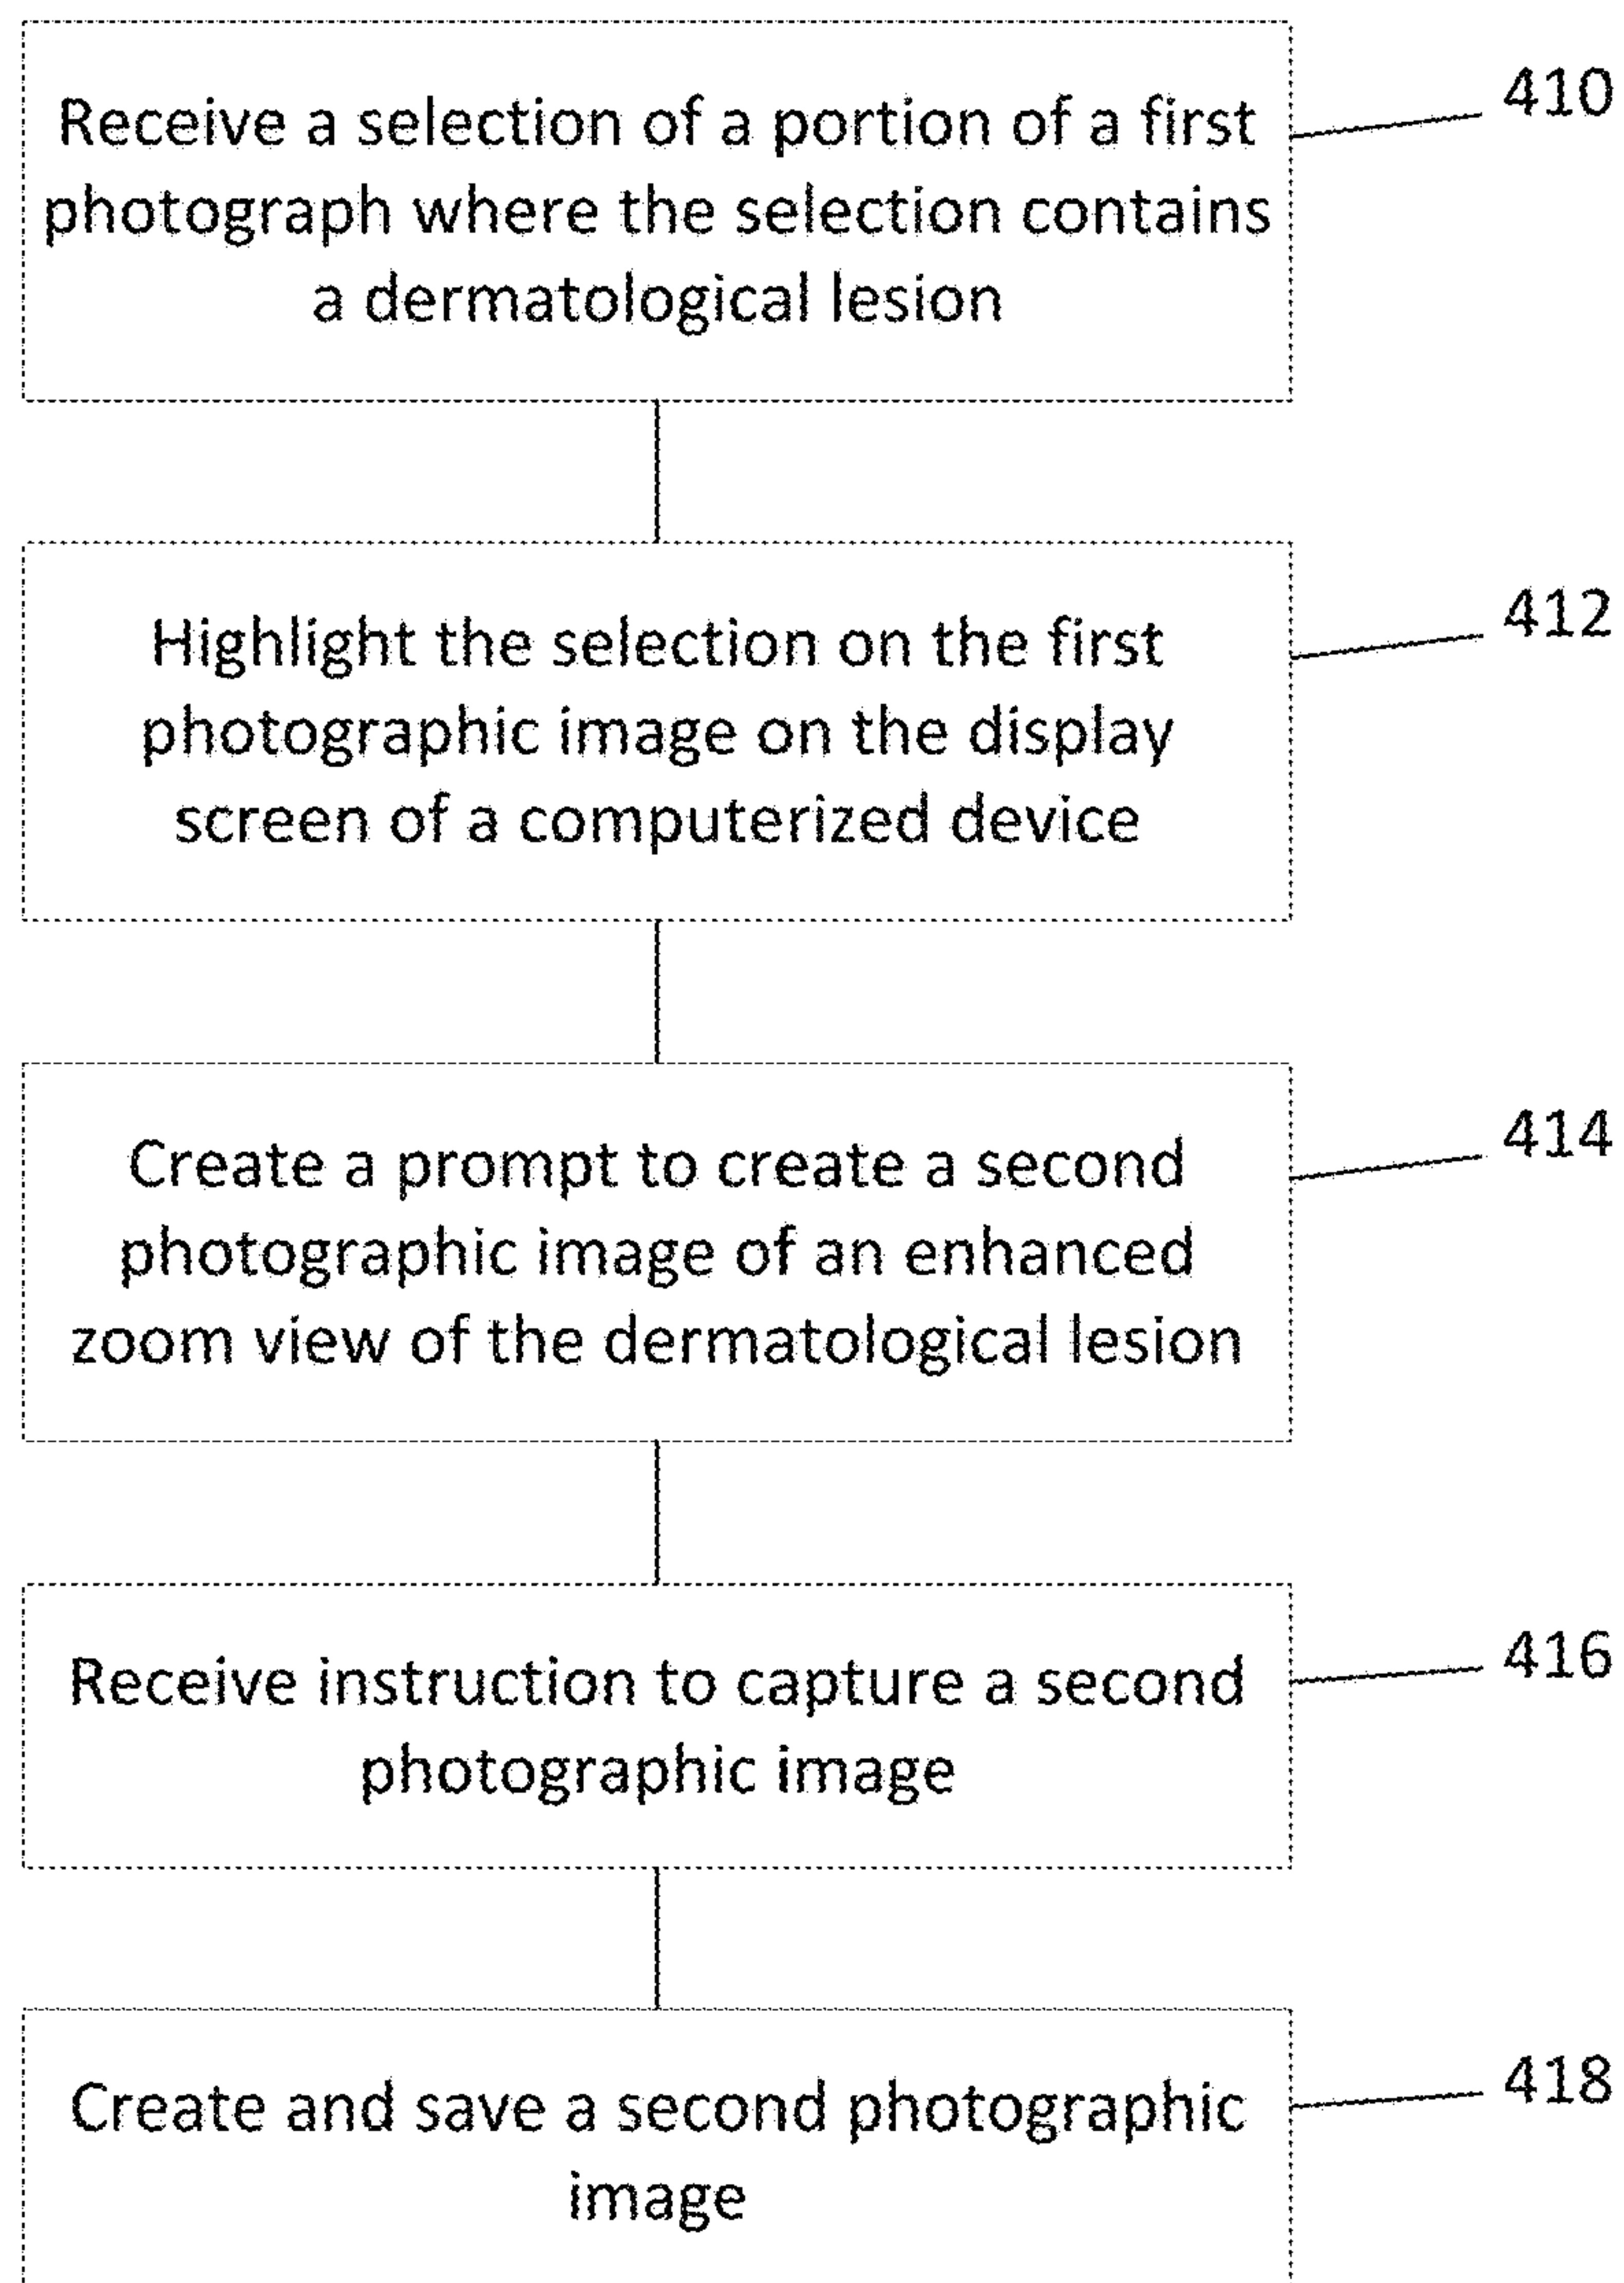 Receive a selection of a portion of a first
photograph where the selection contains
a dermatological lesion
410
Highlight the selection on the first
photographic image on the display
screen of a computerized device
412
Create a prompt to create a second
photographic image of an enhanced
zoom view of the dermatological lesion
414
Receive instruction to capture a second
photographic image
416
Create and save a second photographic
image
418